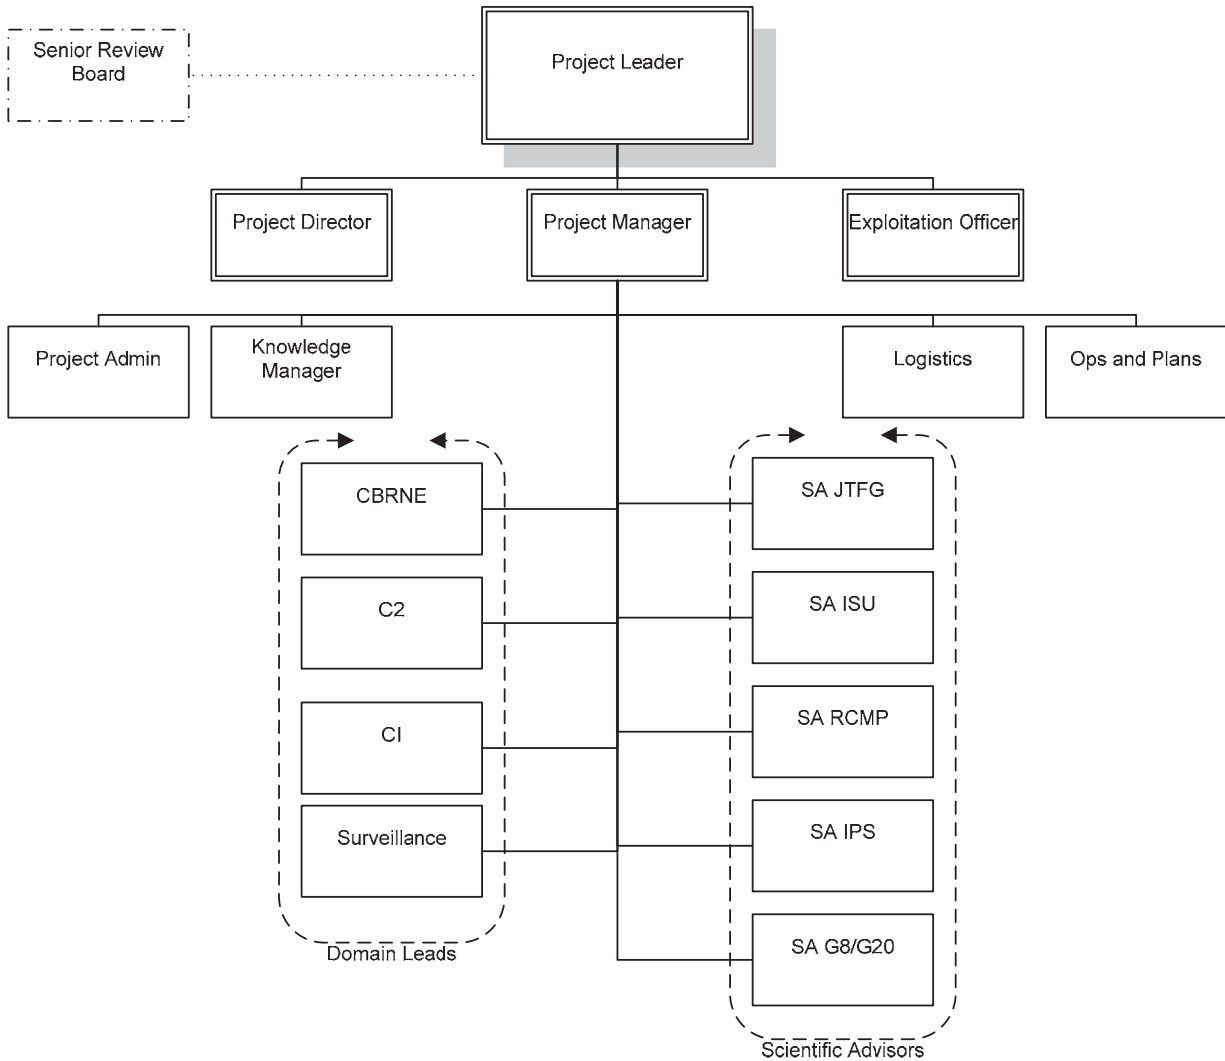 Senior Review
Board
Project Leader
Project Director
Project Manager
Exploitation Officer
Project Admin
Knowledge
Manager
Logistics
Ops and Plans
CBRNE
C2
CI
Surveillance
Domain Leads
SA JTFG
SA ISU
SA RCMP
SA IPS
SA G8/G20
Scientific Advisors